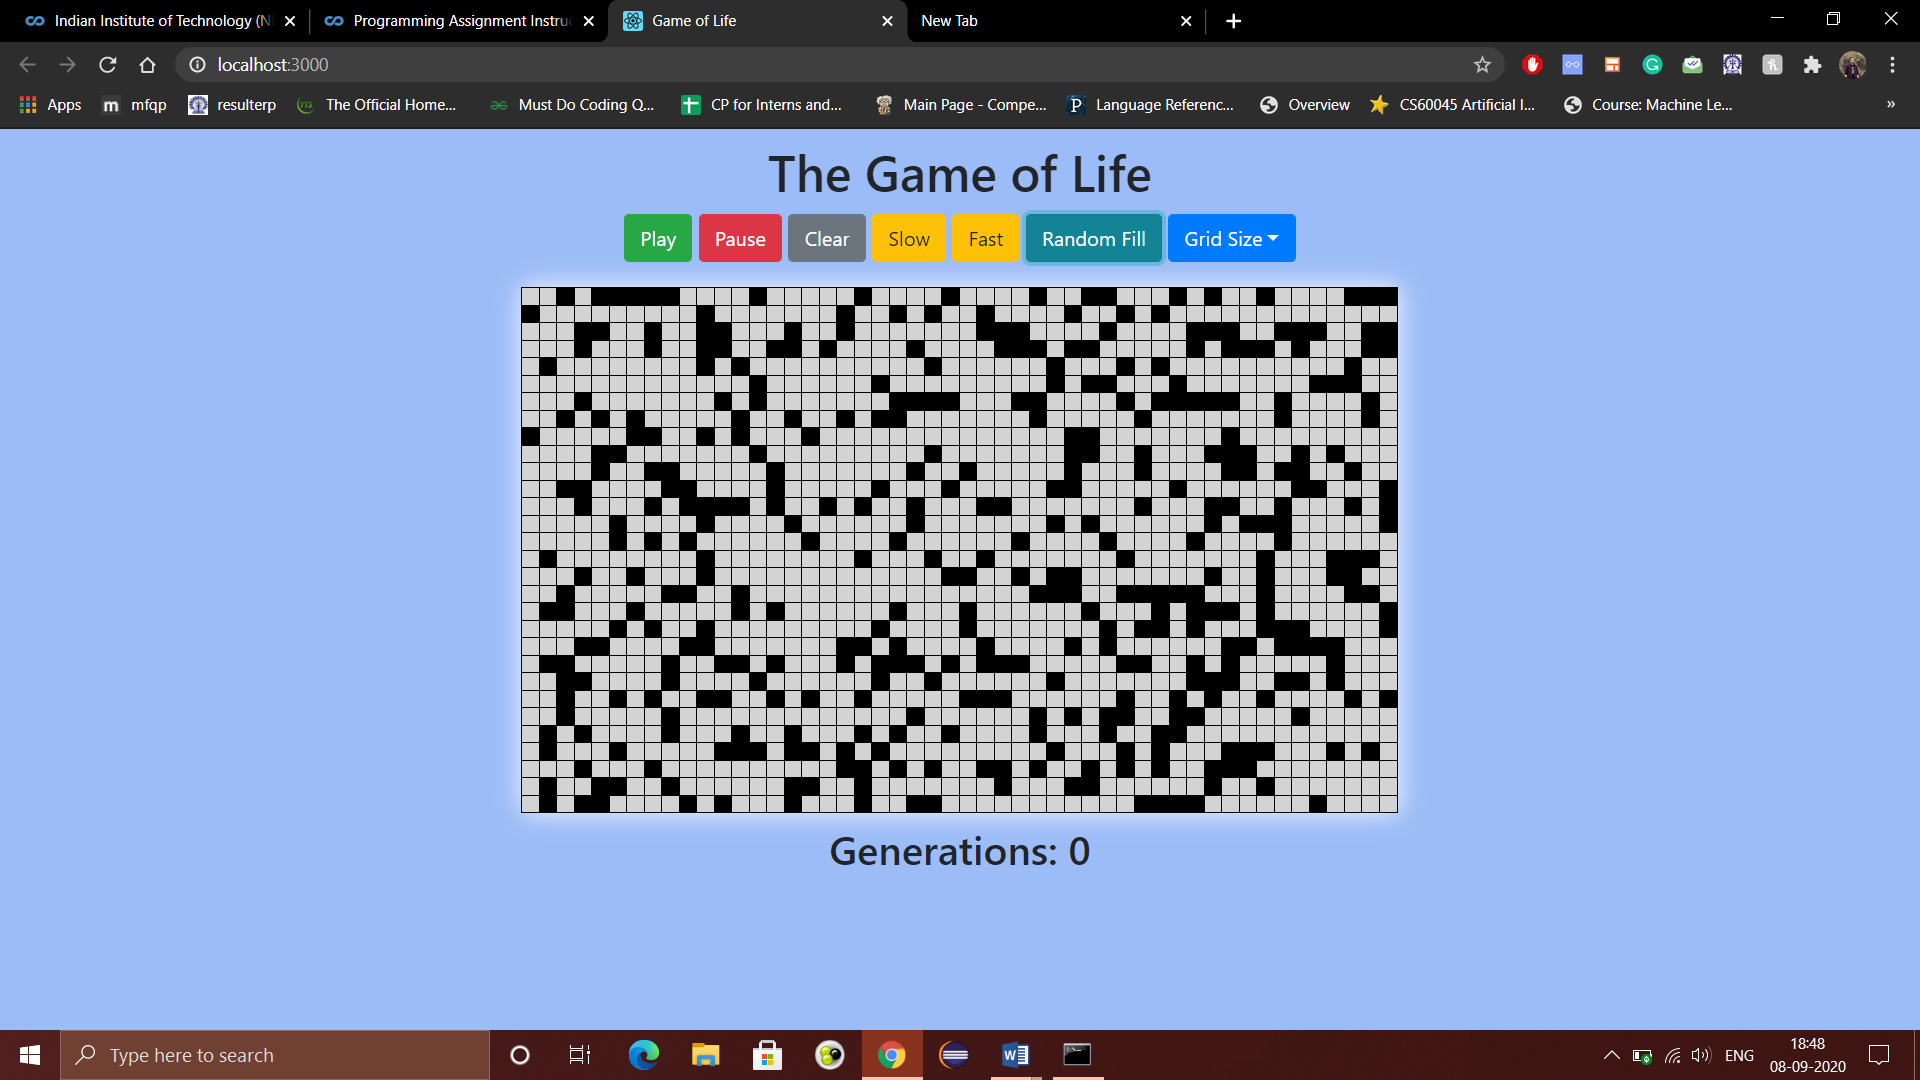 Indian Institute of Technology (N
Programming Assignment Instruc
Game of Life
New Tab
localhost:3000
Apps
mfqp
resulterp
The Official Home...
Must Do Coding Q...
CP for Interns and...
Main Page - Compe...
Language Referenc...
Overview
CS60045 Artificial I...
Course: Machine Le...
»
The Game of Life
Play
Pause
Clear
Slow
Fast
Random Fill
Grid Size
Generations: 0
Type here to search
ENG
18:48
08-09-2020